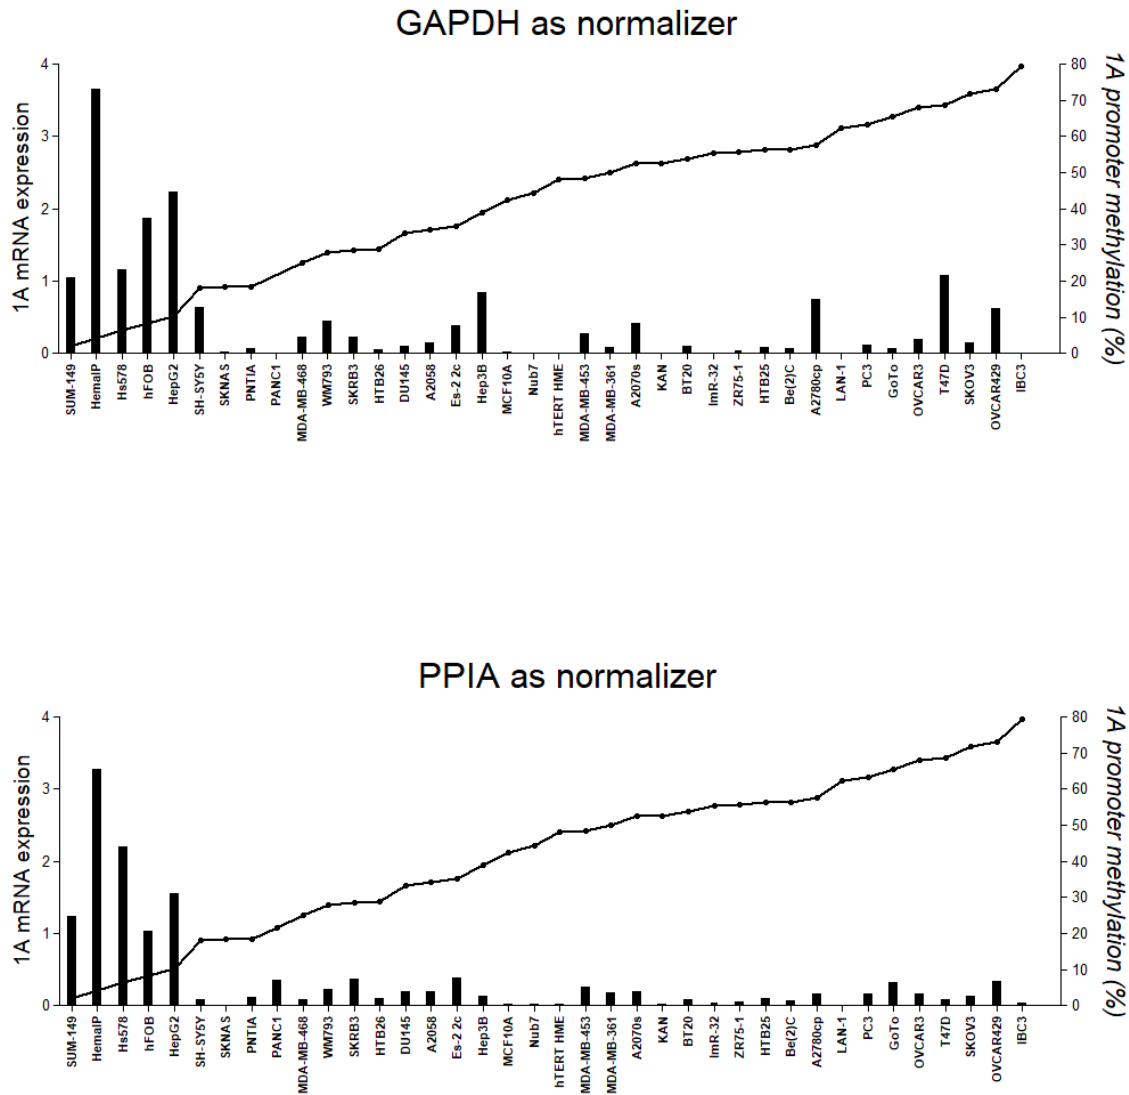 GAPDH as normalizer
1A mRNA expression
4
3
2
1
0
80
70
60
50
40
30
20
10
0
1A promoter methylation (%)
SUM-149
HemaIP
Hs578
hFOB
HepG2
SH-SY5Y
SKNAS
PNTIA
PANC1
MDA-MB-468
WM793
SKRB3
HTB26
DU145
A2058
Es-2 2c
Hep3B
MCF10A
Nub7
hTERT HME
MDA-MB-453
MDA-MB-361
A2070s
KAN
BT20
ImR-32
ZR75-1
HTB25
Be(2)C
A2780cp
LAN-1
PC3
GoTo
OVCAR3
T47D
SKOV3
OVCAR429
IBC3
PPIA as normalizer
1A mRNA expression
4
3
2
1
0
80
70
60
50
40
30
20
10
0
1A promoter methylation (%)
SUM-149
HemaIP
Hs578
hFOB
HepG2
SH-SY5Y
SKNAS
PNTIA
PANC1
MDA-MB-468
WM793
SKRB3
HTB26
DU145
A2058
Es-2 2c
Hep3B
MCF10A
Nub7
hTERT HME
MDA-MB-453
MDA-MB-361
A2070s
KAN
BT20
ImR-32
ZR75-1
HTB25
Be(2)C
A2780cp
LAN-1
PC3
GoTo
OVCAR3
T47D
SKOV3
OVCAR429
IBC3